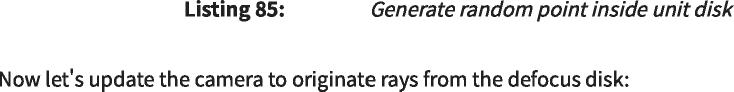 Listing 85: Generate random point inside unit disk
Now let's update the camera to originate rays from the defocus disk: